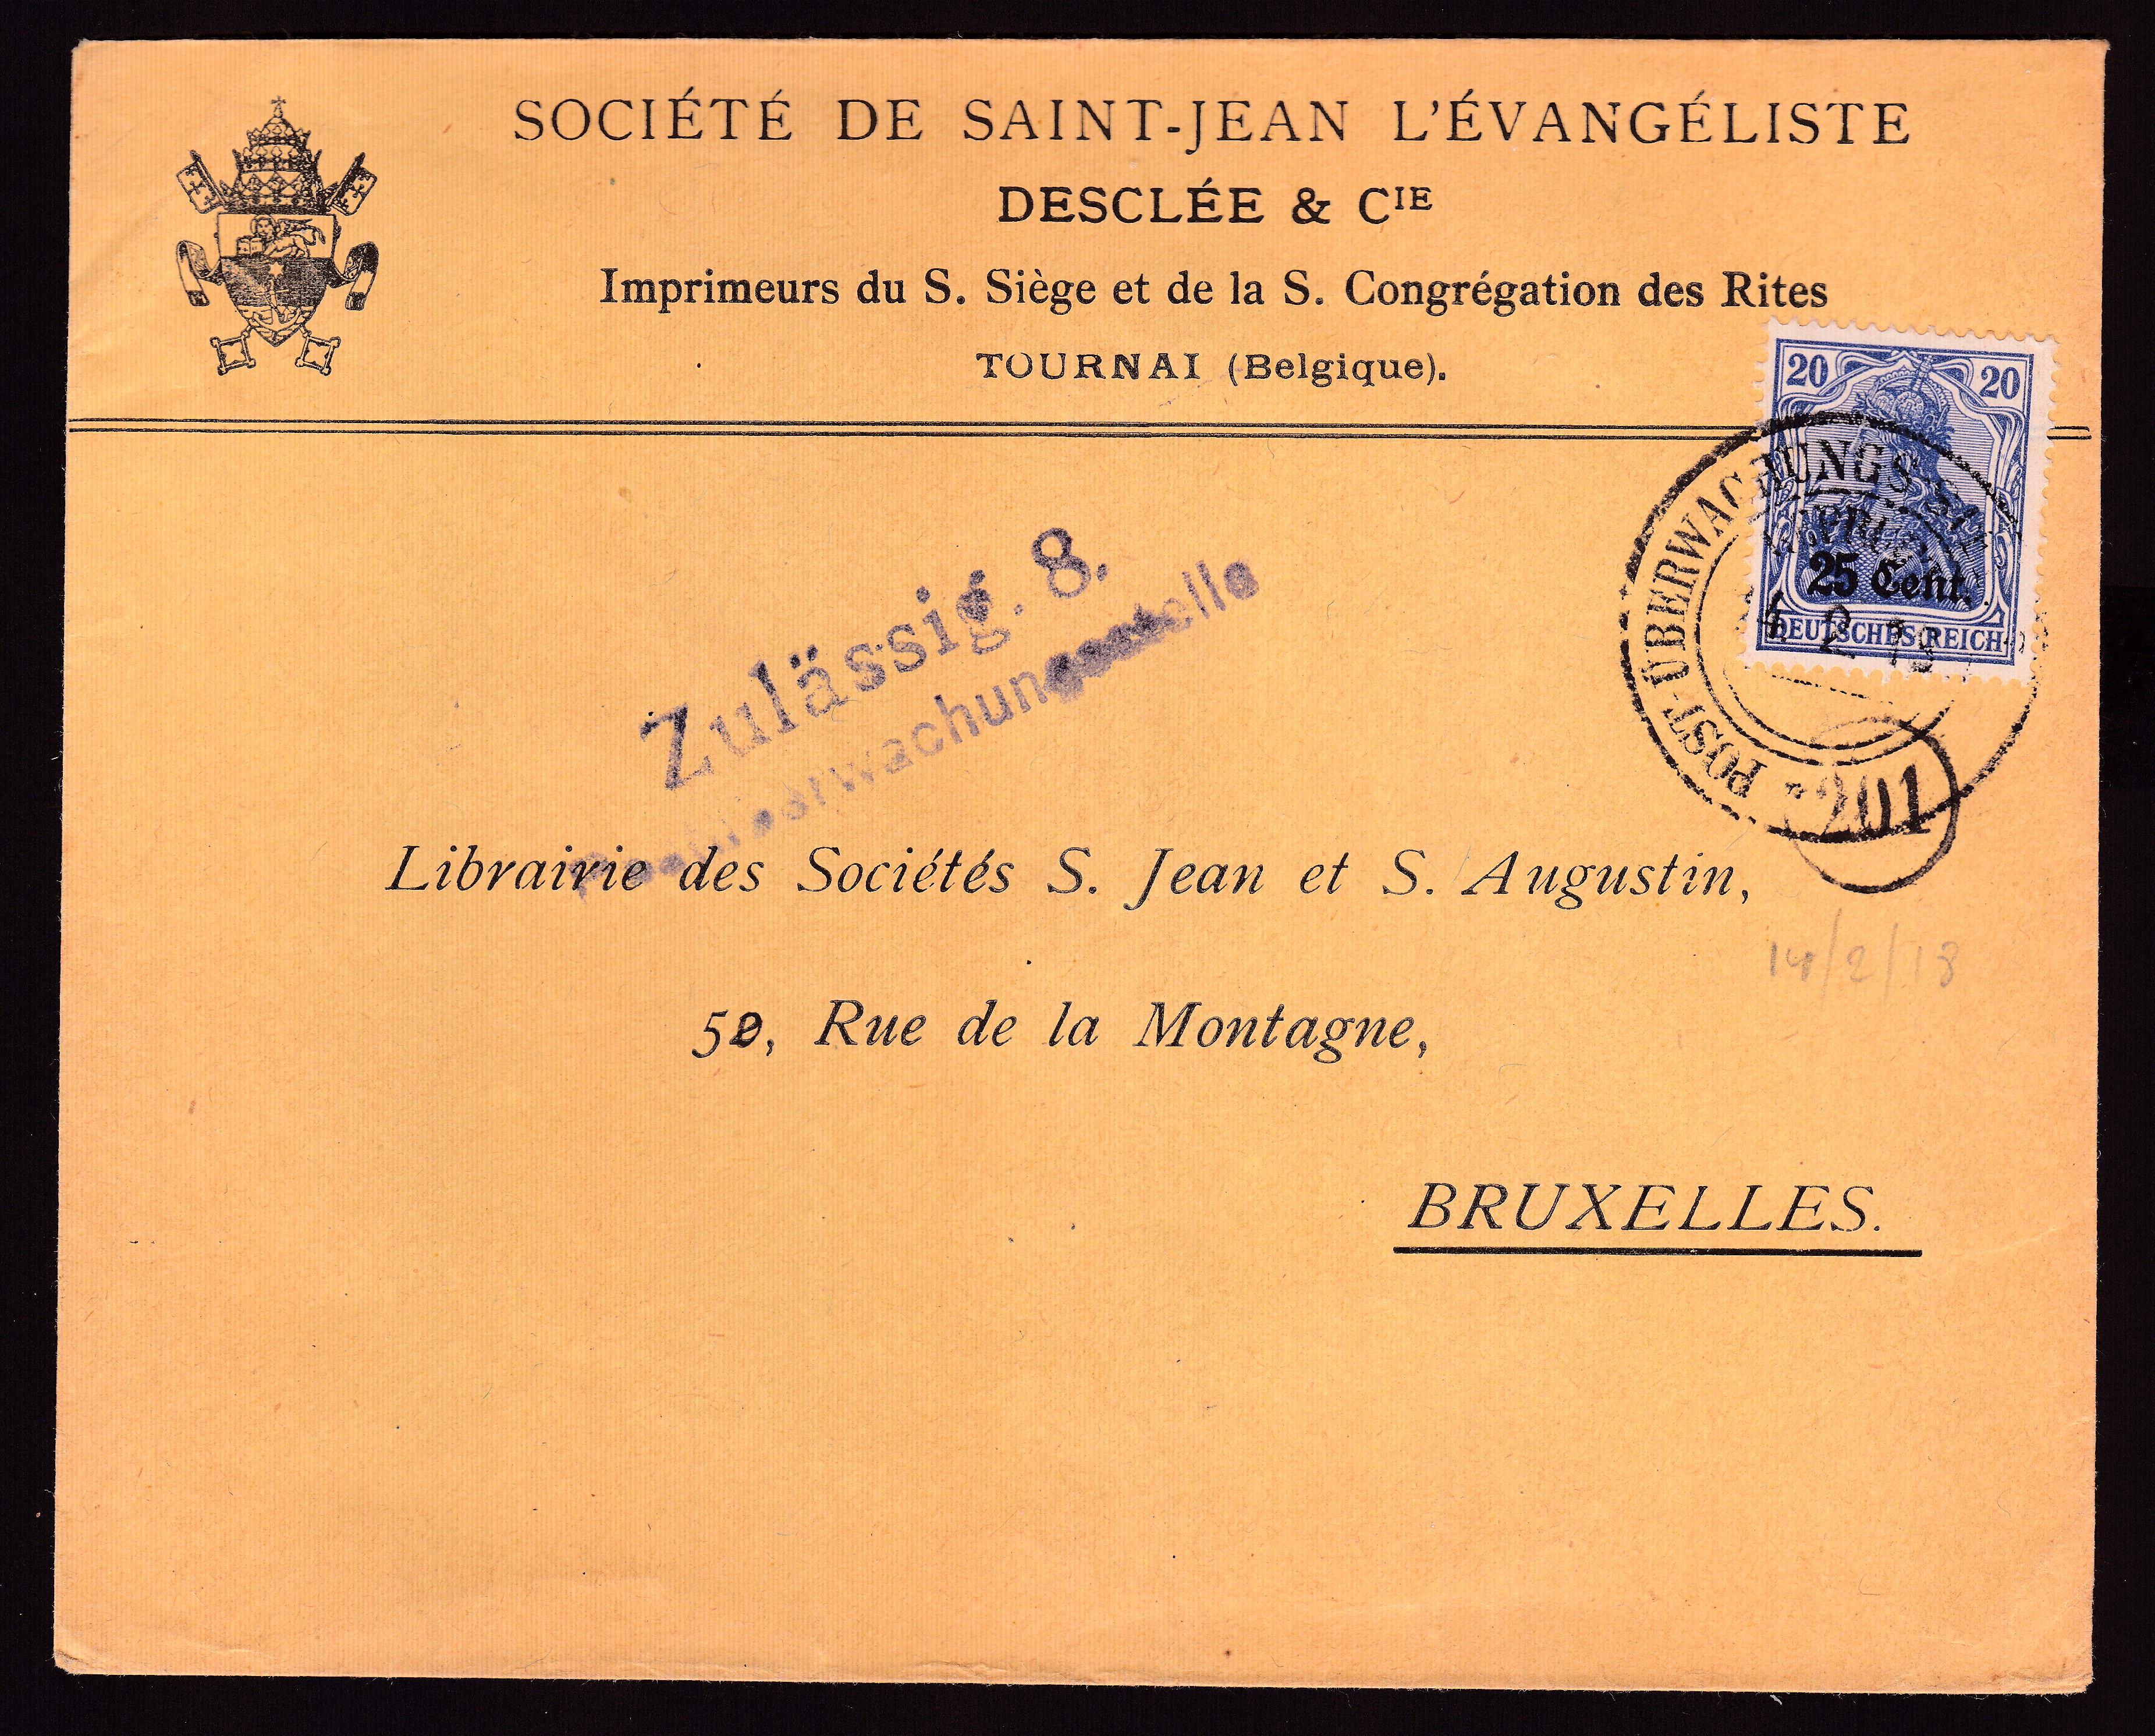 SOCIÉTÉ DE SAINT-JEAN L'ÉVANGÉLISTE
DESCLÉE & CIE
Imprimeurs du S. Siège et de la S. Congrégation des Rites
TOURNAI (Belgique).
20 20
25 Cent.
DEUTSCHES REICH
POST-ÜBERWACHUNGS
2
201
Zulässig. 8.
Librairie des Sociétés S. Jean et S. Augustin,
14/2/18
52, Rue de la Montagne,
BRUXELLES.